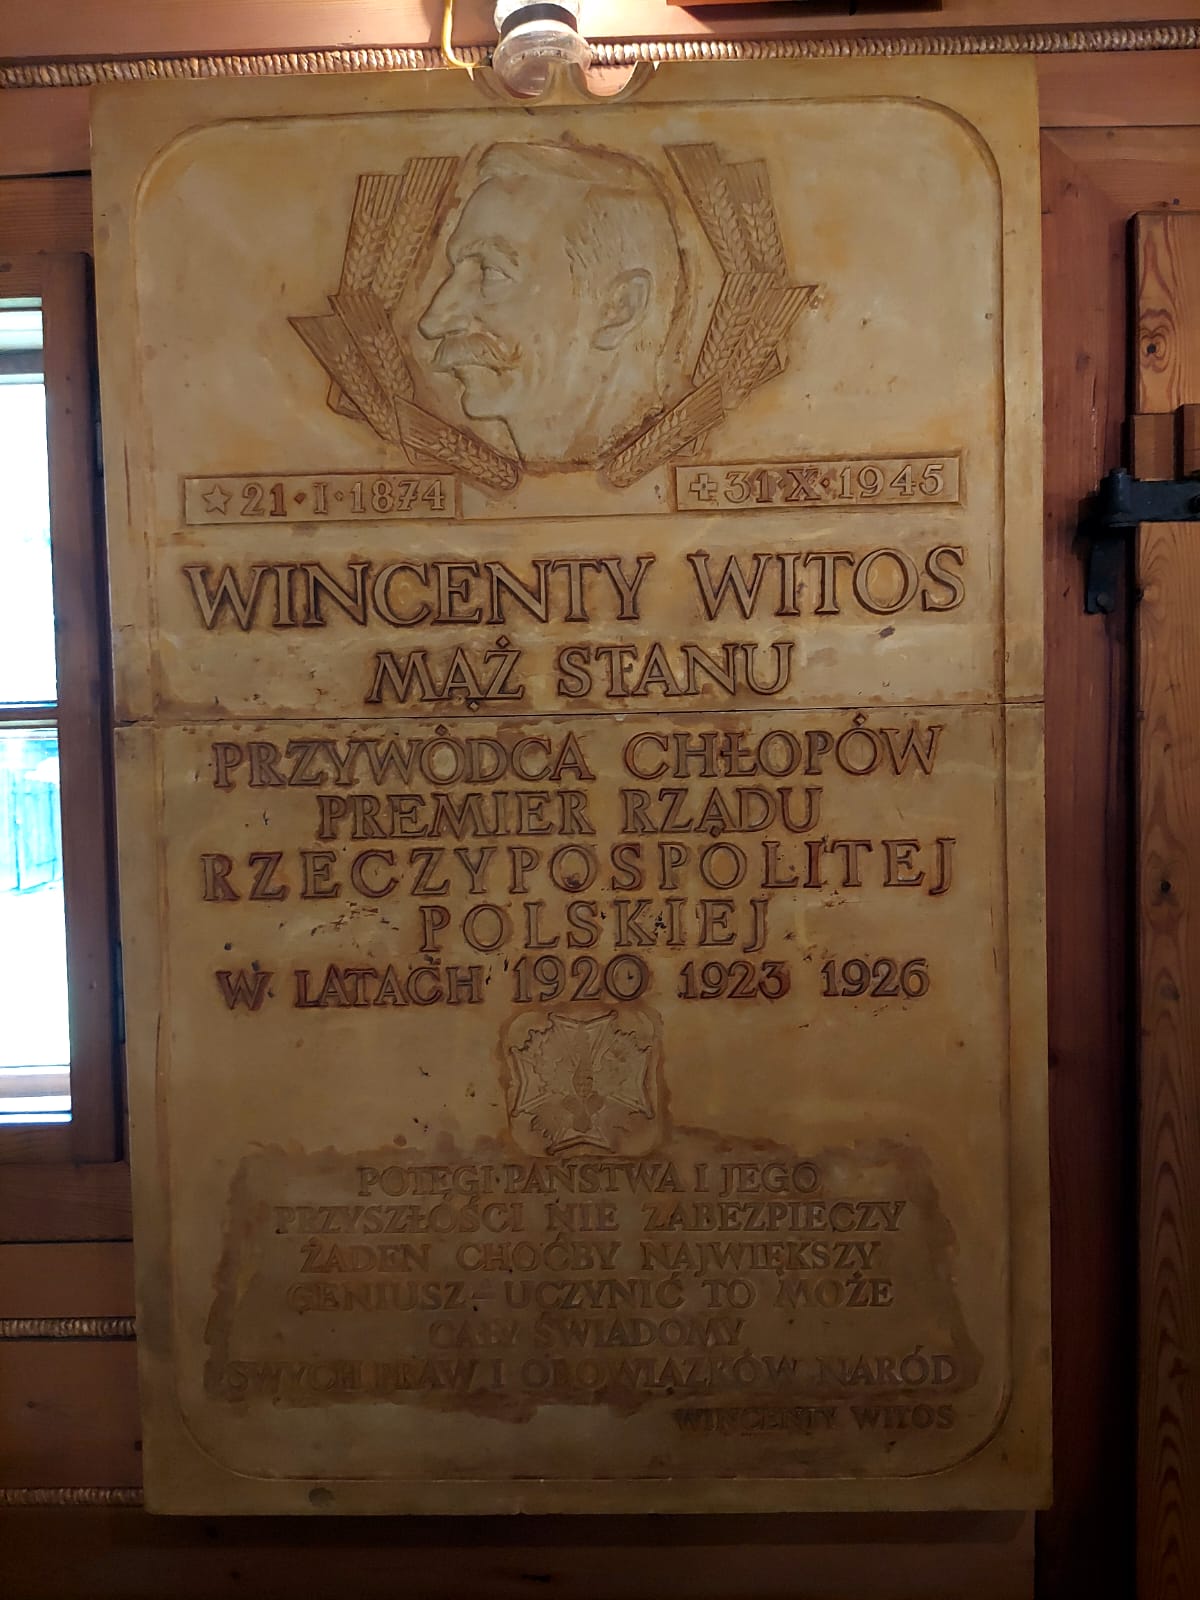 21·I·1874
31·X·1945
WINCENTY WITOS
MĄŻ STANU
PRZYWÓDCA CHŁOPÓW
PREMIER RZĄDU
RZECZYPOSPOLITEJ
POLSKIEJ
W LATACH 1920 1923 1926
POTĘGI PAŃSTWA I JEGO
PRZYSZŁOŚCI NIE ZABEZPIECZY
ŻADEN CHOĆBY NAJWIĘKSZY
GENIUSZ – UCZYNIĆ TO MOŻE
CAŁY ŚWIADOMY
SWYCH PRAW I OBOWIĄZKÓW NARÓD
WINCENTY WITOS